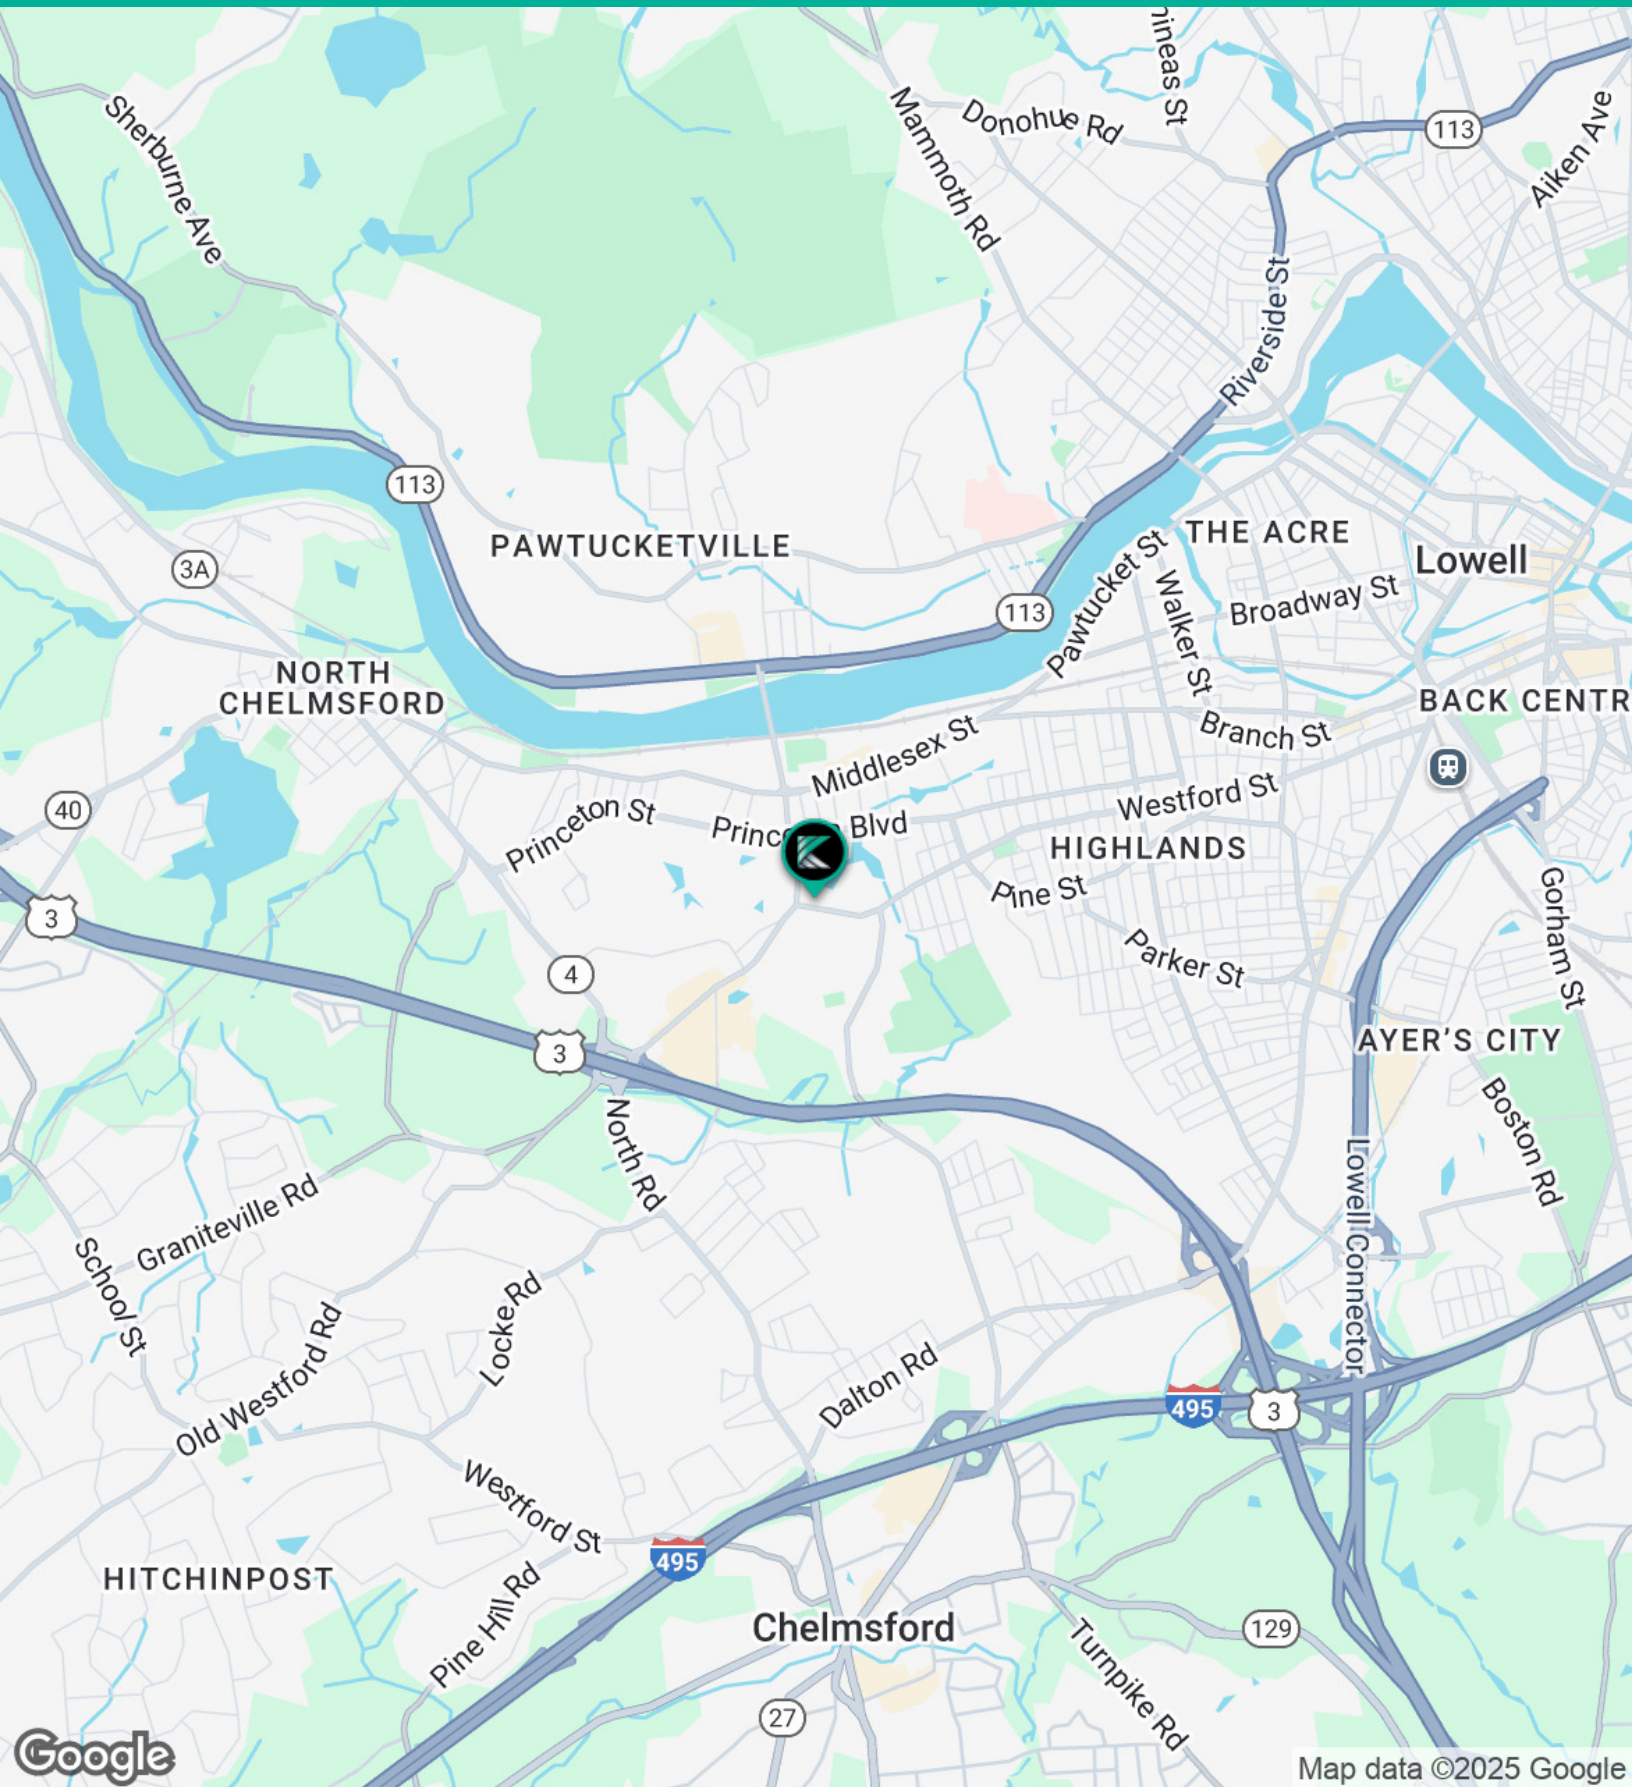 Sherburne Ave
Mammoth Rd
Donohue Rd
113
Aiken Ave
Riverside St
113
3A
PAWTUCKETVILLE
THE ACRE
Lowell
Pawtucket St
Walker St
Broadway St
113
NORTH
CHELMSFORD
BACK CENTR
Branch St
Middlesex St
Westford St
40
Princeton St
Blvd
HIGHLANDS
Pine St
3
Gorham St
Parker St
4
3
AYER'S CITY
North Rd
Boston Rd
Lowell Connector
Graniteville Rd
School St
Locke Rd
Old Westford Rd
Dalton Rd
495
3
Westford St
495
HITCHINPOST
Pine Hill Rd
Chelmsford
129
Turnpike Rd
27
Google
Map data ©2025 Google